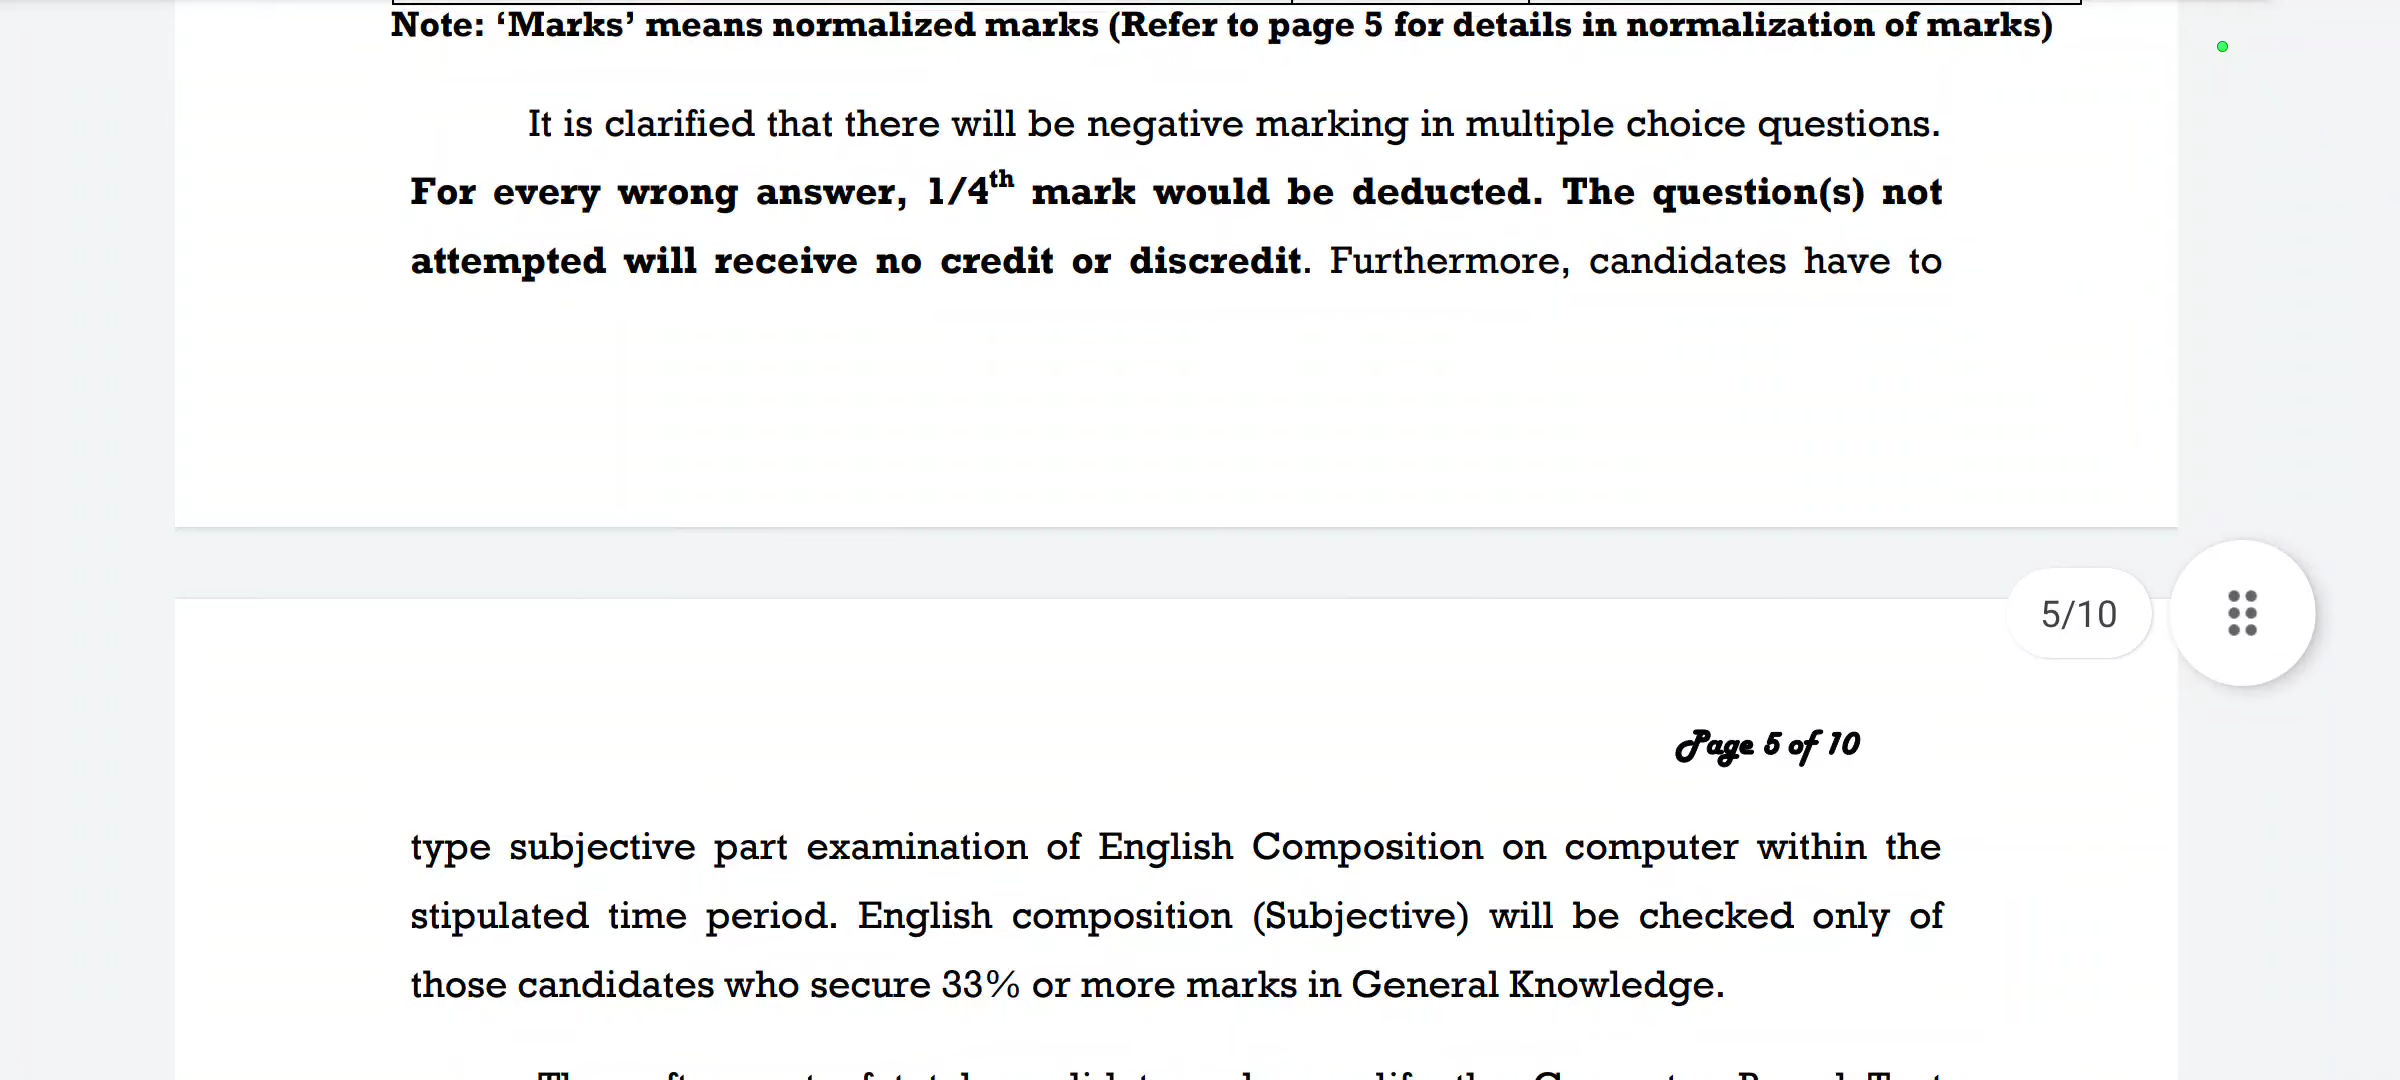 Note: ‘Marks’ means normalized marks (Refer to page 5 for details in normalization of marks)
It is clarified that there will be negative marking in multiple choice questions.
For every wrong answer, 1/4th mark would be deducted. The question(s) not
attempted will receive no credit or discredit. Furthermore, candidates have to
5/10
Page 5 of 10
type subjective part examination of English Composition on computer within the
stipulated time period. English composition (Subjective) will be checked only of
those candidates who secure 33% or more marks in General Knowledge.